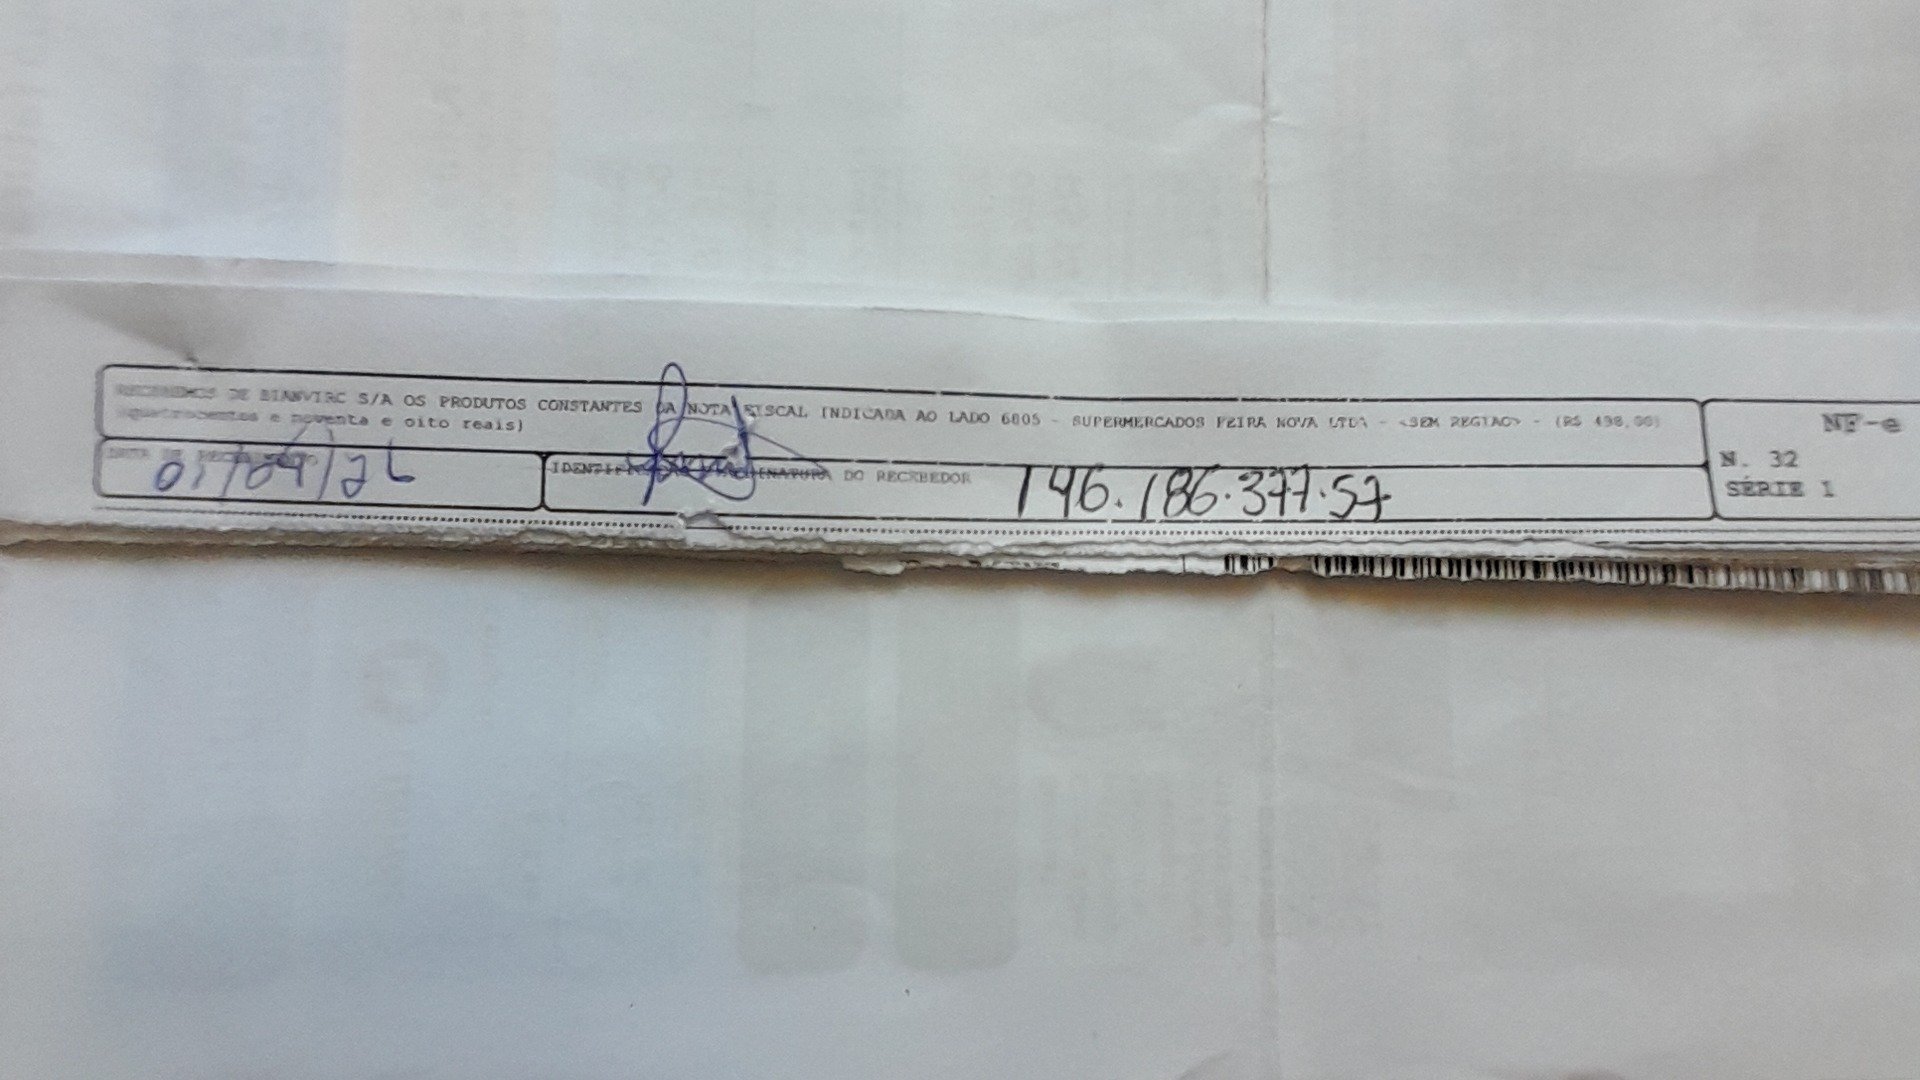 RECEBEMOS DE BIANVIRC S/A OS PRODUTOS CONSTANTES DA NOTA FISCAL INDICADA AO LADO 6805 - SUPERMERCADOS FEIRA NOVA LTDA - <SEM REGIAO> - (R$ 498,00)
(quatrocentos e noventa e oito reais)
NF-e
N. 32
SÉRIE 1
DATA DE RECEBIMENTO
01/04/26
DO RECEBEDOR
146.186.377.57